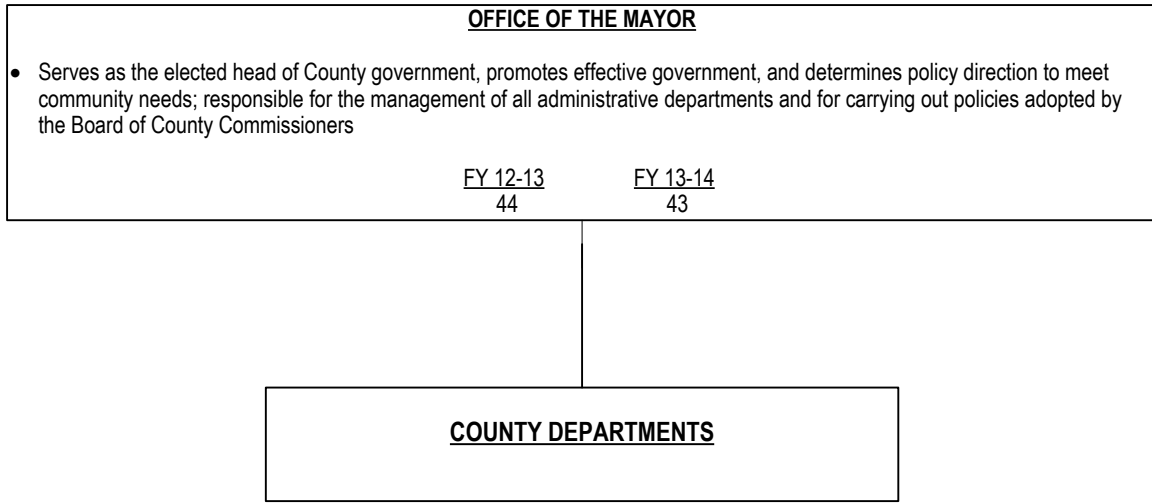 OFFICE OF THE MAYOR
• Serves as the elected head of County government, promotes effective government, and determines policy direction to meet
community needs; responsible for the management of all administrative departments and for carrying out policies adopted by
the Board of County Commissioners
FY 12-13 FY 13-14
44 43
COUNTY DEPARTMENTS